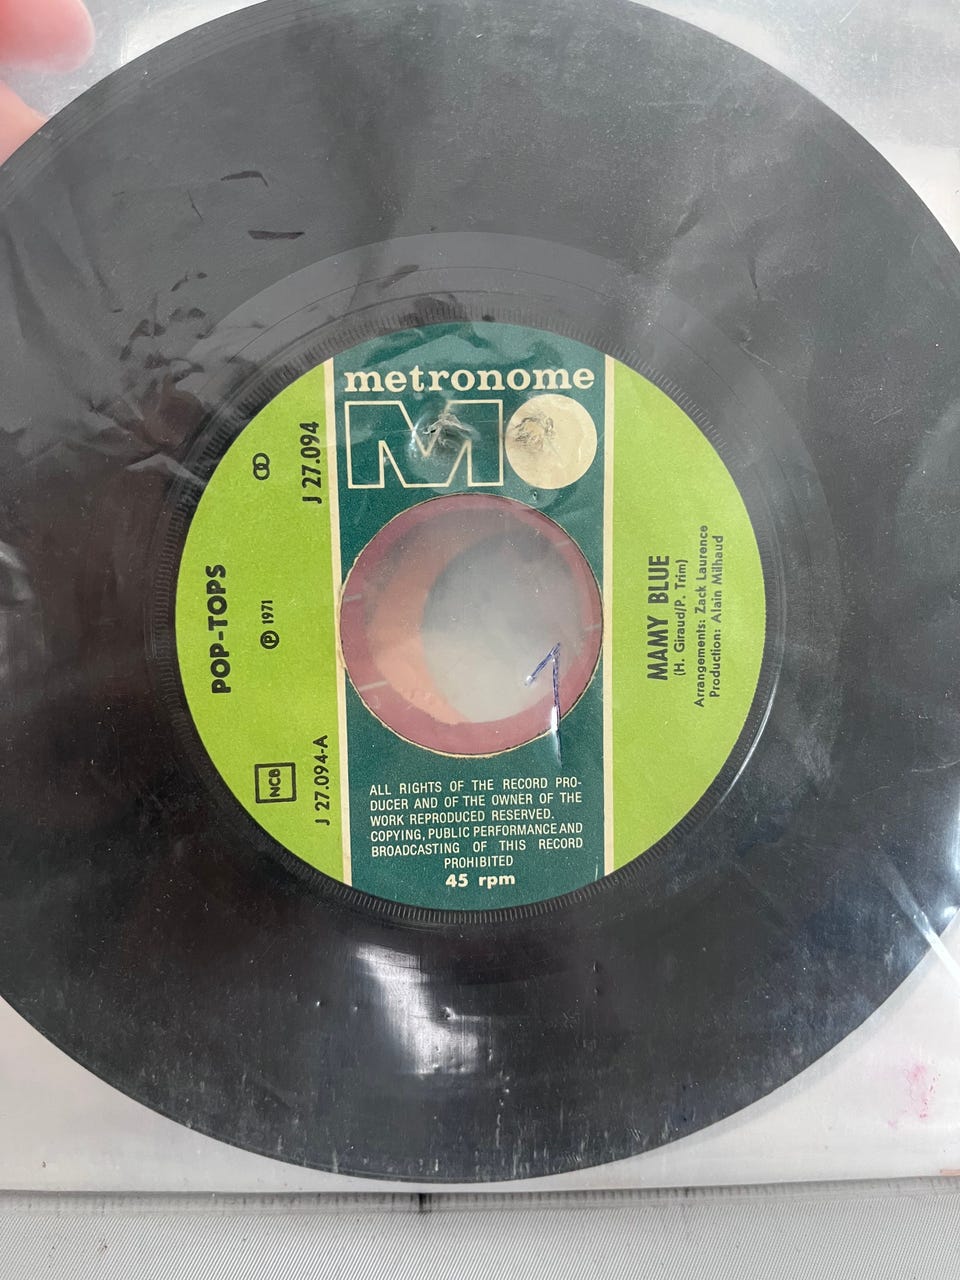 metronome
MO
J 27.094
POP-TOPS
℗ 1971
NCB
J 27.094-A
MAMY BLUE
(H. Giraud/P. Trim)
Arrangements: Zack Laurence
Production: Alain Milhaud
1
ALL RIGHTS OF THE RECORD PRO-
DUCER AND OF THE OWNER OF THE
WORK REPRODUCED RESERVED.
COPYING, PUBLIC PERFORMANCE AND
BROADCASTING OF THIS RECORD
PROHIBITED
45 rpm